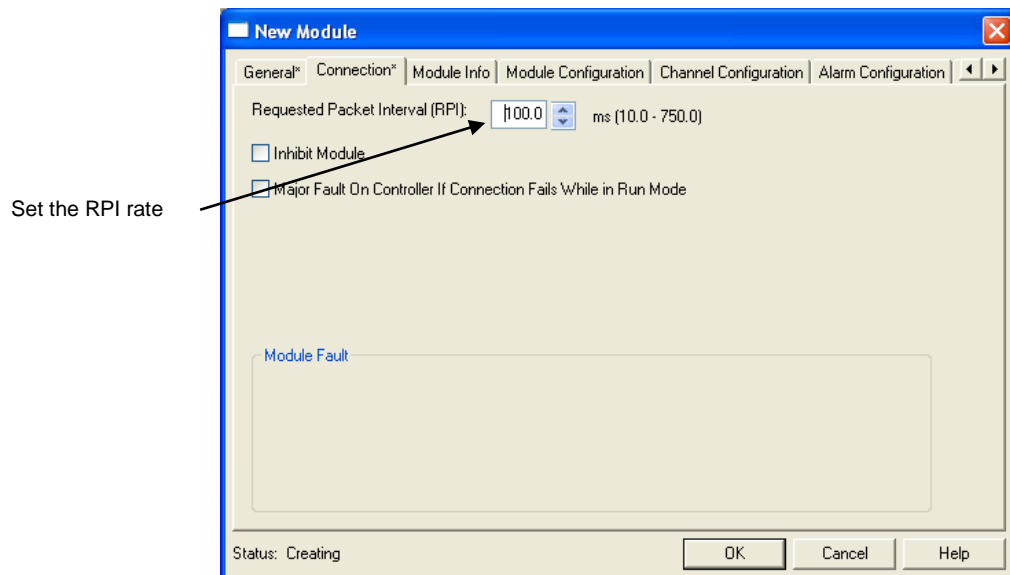 New Module
General* Connection* Module Info Module Configuration Channel Configuration Alarm Configuration
Requested Packet Interval (RPI): 100.0 ms (10.0 - 750.0)
Inhibit Module
Major Fault On Controller If Connection Fails While in Run Mode
Set the RPI rate
Module Fault
Status: Creating OK Cancel Help